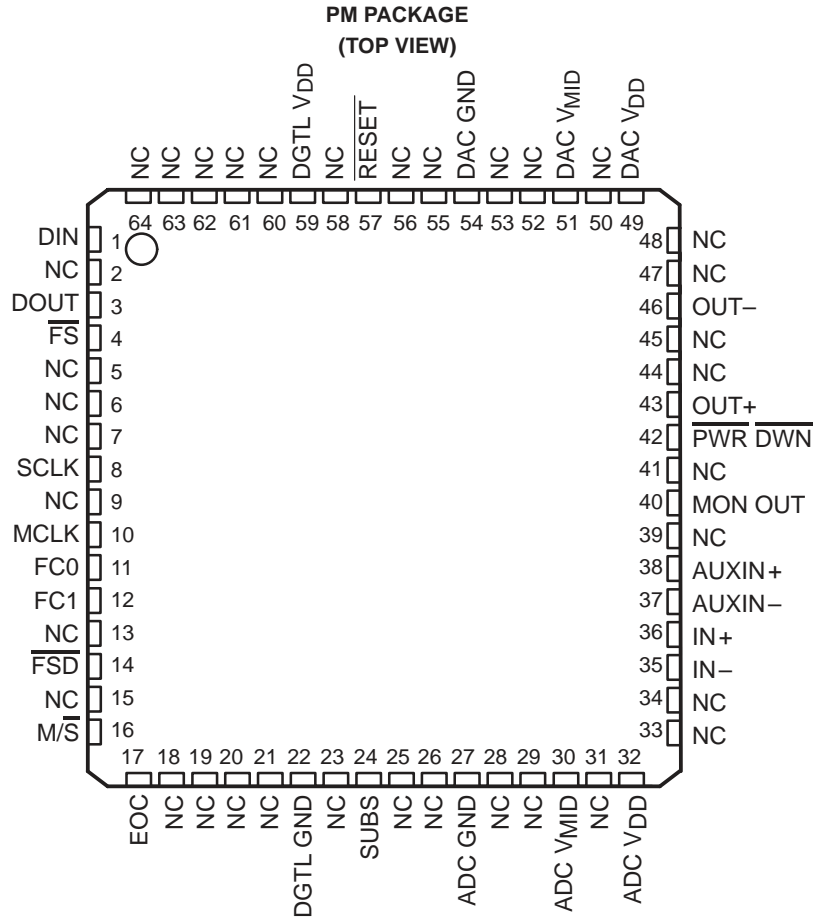 PM PACKAGE
(TOP VIEW)
NC
NC
NC
NC
NC
DGTL VDD
NC
RESET
NC
NC
DAC GND
NC
NC
DAC VMID
NC
DAC VDD
64 63 62 61 60 59 58 57 56 55 54 53 52 51 50 49
DIN 1
NC 2
DOUT 3
FS 4
NC 5
NC 6
NC 7
SCLK 8
NC 9
MCLK 10
FC0 11
FC1 12
NC 13
FSD 14
NC 15
M/S 16
48 NC
47 NC
46 OUT–
45 NC
44 NC
43 OUT+
42 PWR DWN
41 NC
40 MON OUT
39 NC
38 AUXIN+
37 AUXIN–
36 IN+
35 IN–
34 NC
33 NC
17 18 19 20 21 22 23 24 25 26 27 28 29 30 31 32
EOC
NC
NC
NC
NC
DGTL GND
NC
SUBS
NC
NC
ADC GND
NC
NC
ADC VMID
NC
ADC VDD